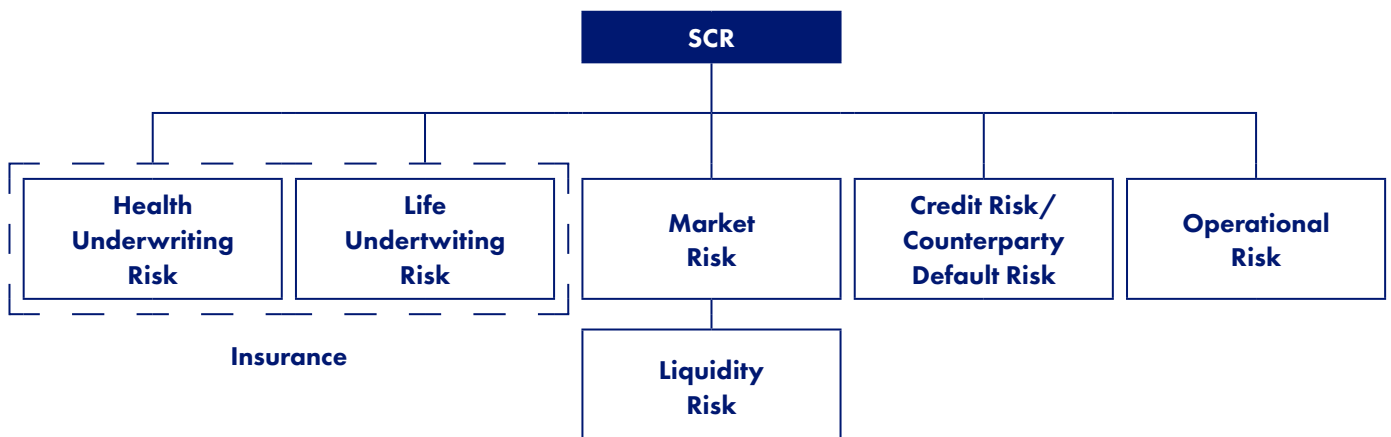 SCR
Health
Underwriting
Risk
Life
Undertwiting
Risk
Market
Risk
Credit Risk/
Counterparty
Default Risk
Operational
Risk
Insurance
Liquidity
Risk